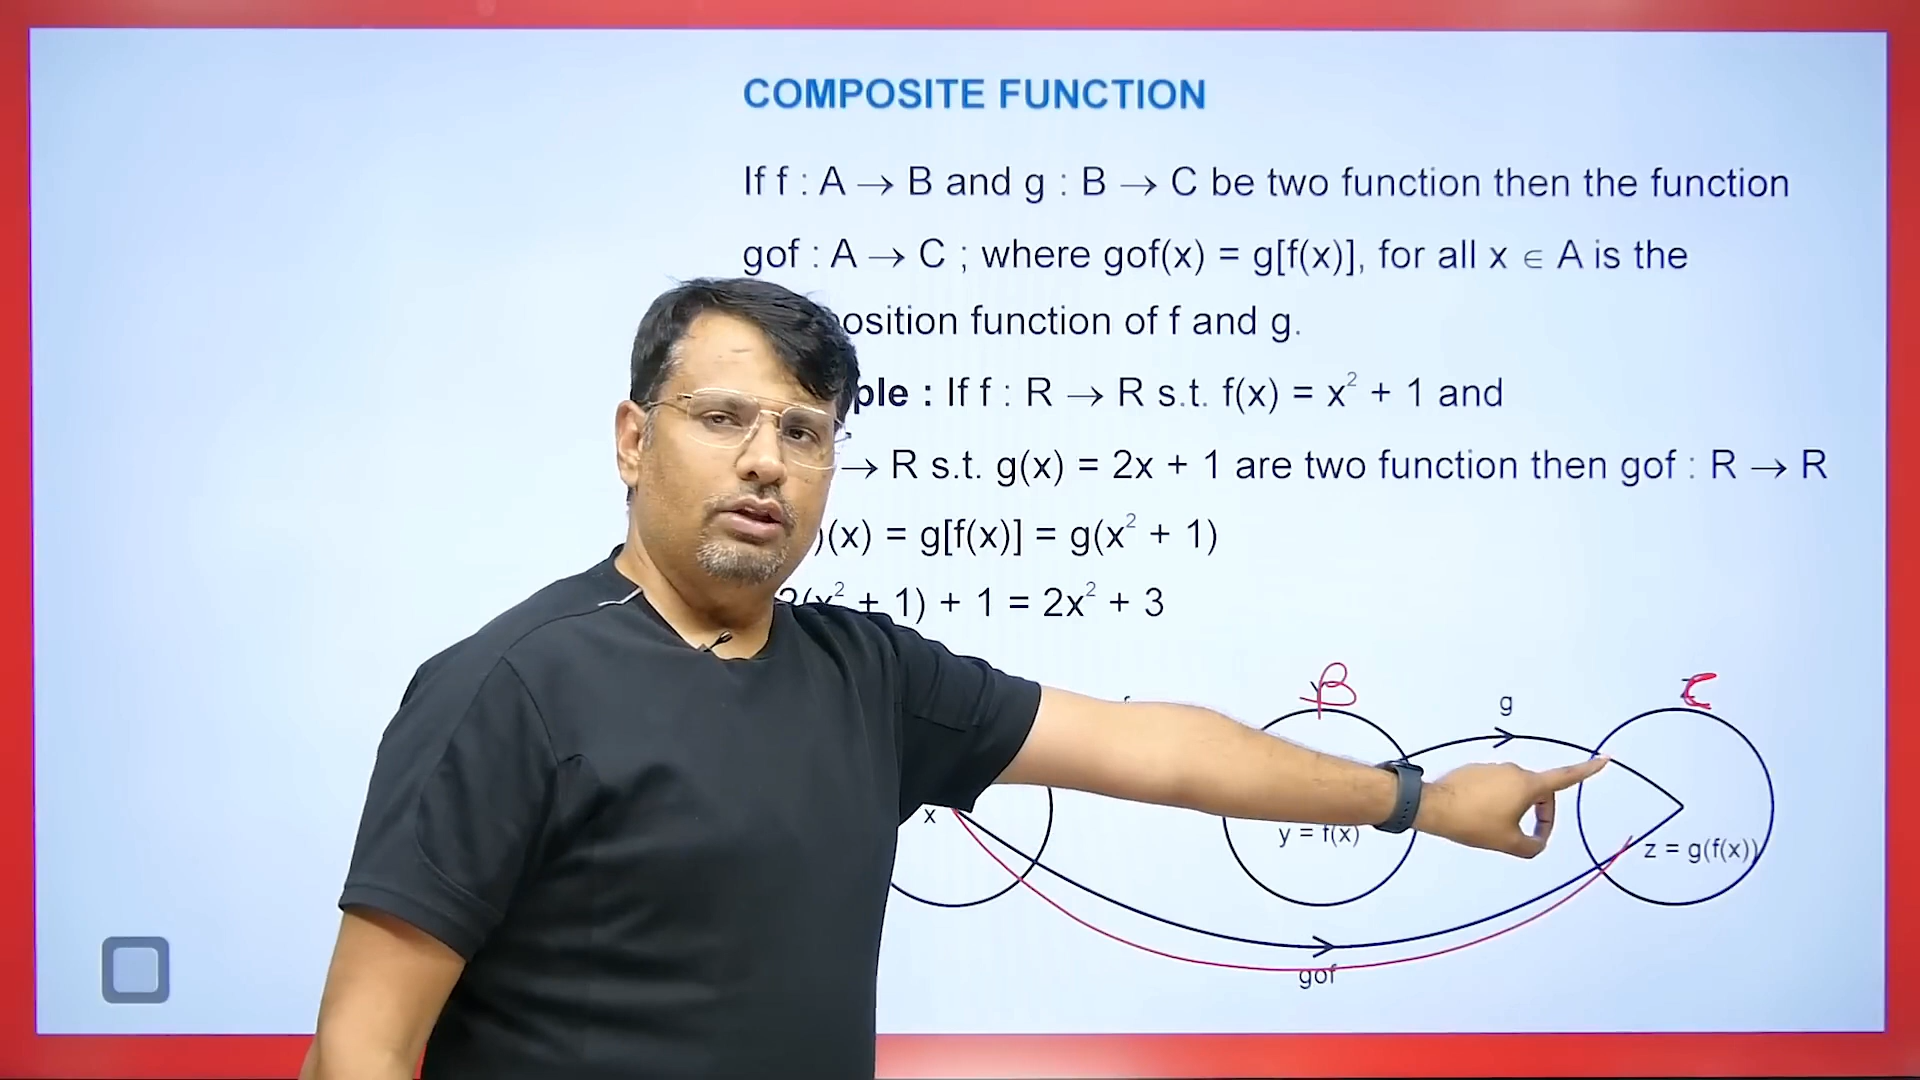 COMPOSITE FUNCTION
If f : A → B and g : B → C be two function then the function
gof : A → C ; where gof(x) = g[f(x)], for all x ∈ A is the
osition function of f and g.
ple : If f : R → R s.t. f(x) = x² + 1 and
→ R s.t. g(x) = 2x + 1 are two function then gof : R → R
)(x) = g[f(x)] = g(x² + 1)
2(x² + 1) + 1 = 2x² + 3
B
g
C
x
y = f(x)
z = g(f(x))
gof